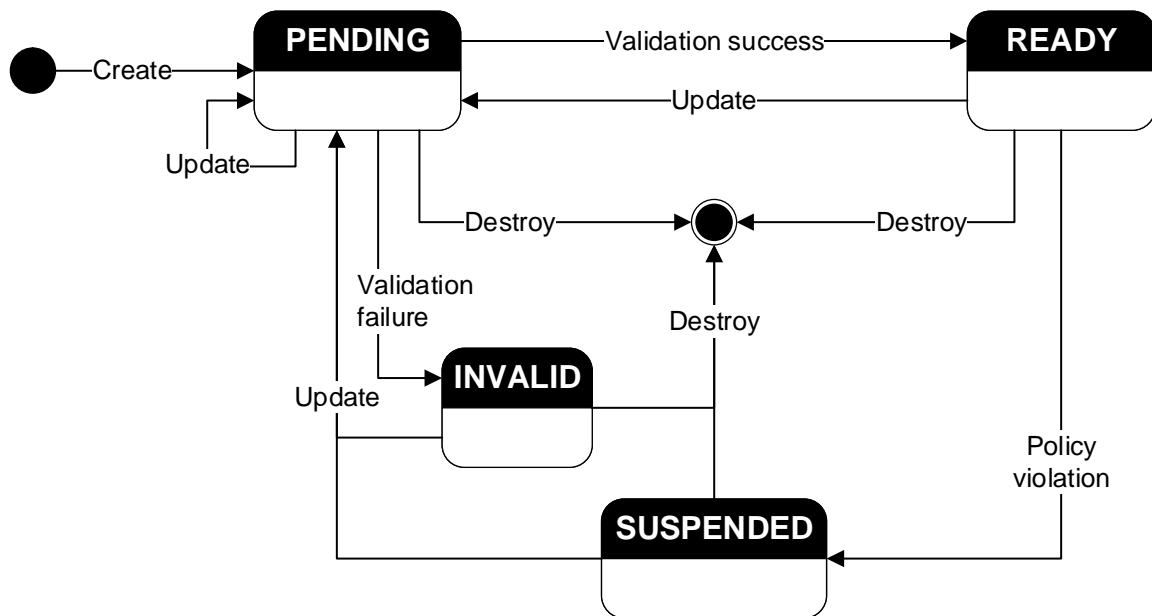 PENDING
Validation success
READY
Create
Update
Update
Destroy
Destroy
Validation
failure
Destroy
INVALID
Update
Policy
violation
SUSPENDED